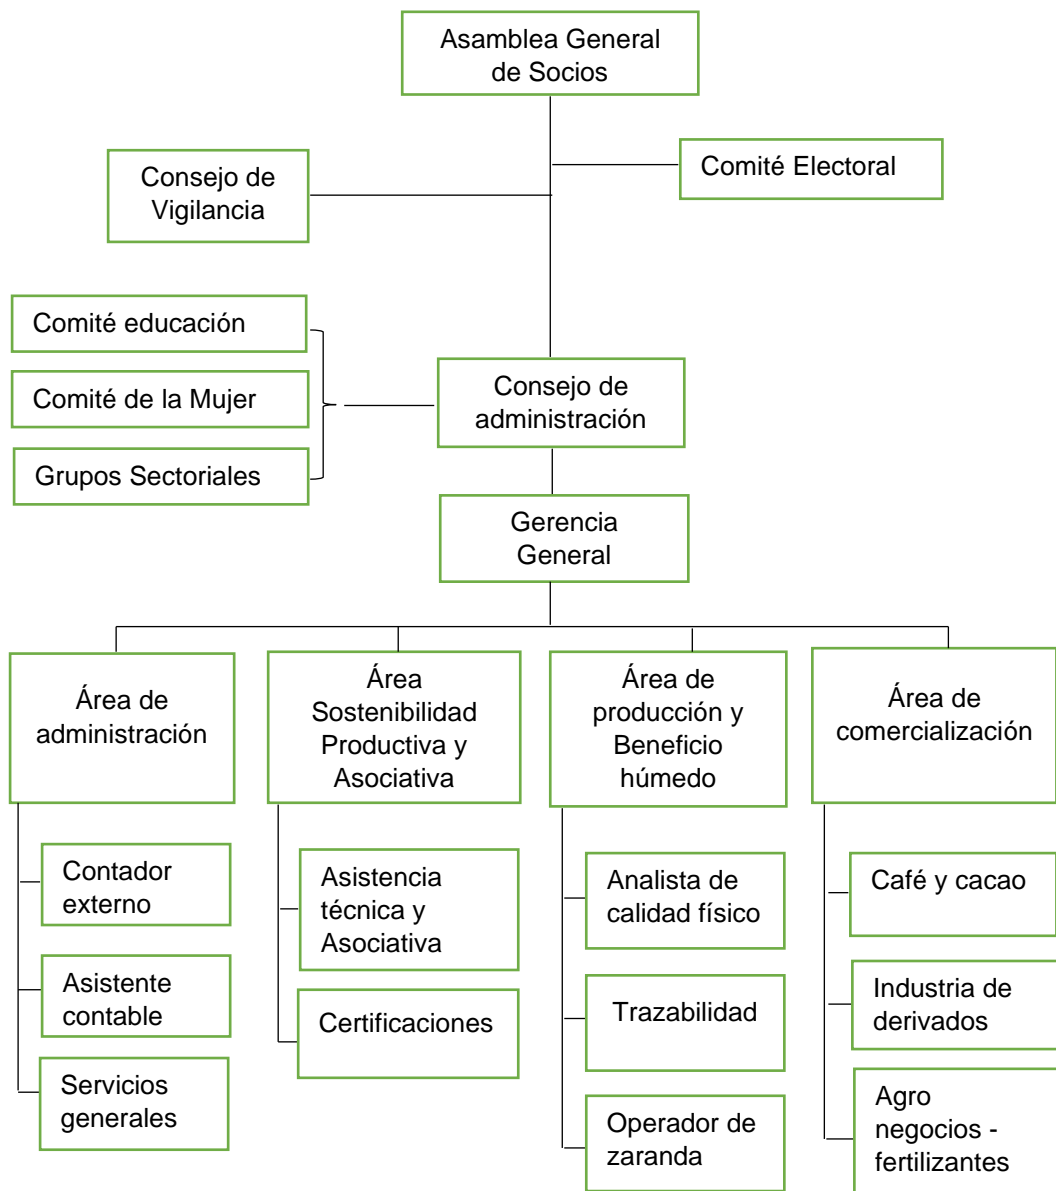 Asamblea General
de Socios
Comité Electoral
Consejo de
Vigilancia
Comité educación
Comité de la Mujer
Grupos Sectoriales
Consejo de
administración
Gerencia
General
Área de
administración
Área
Sostenibilidad
Productiva y
Asociativa
Área de
producción y
Beneficio
húmedo
Área de
comercialización
Contador
externo
Asistente
contable
Servicios
generales
Asistencia
técnica y
Asociativa
Certificaciones
Analista de
calidad físico
Trazabilidad
Operador de
zaranda
Café y cacao
Industria de
derivados
Agro
negocios -
fertilizantes